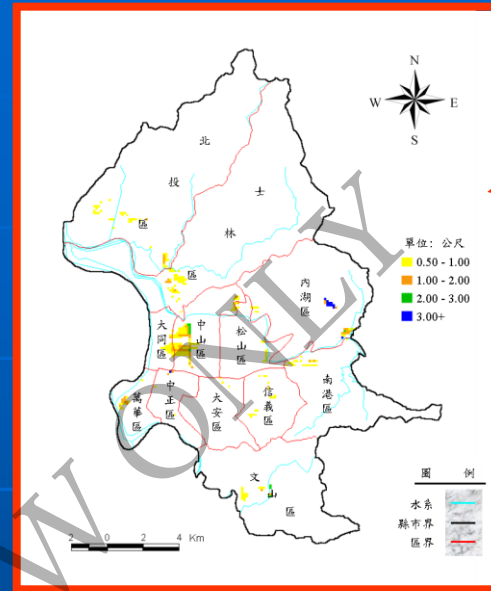 N
W E
S
北
投
區
士
林
區
單位: 公尺
0.50 - 1.00
1.00 - 2.00
2.00 - 3.00
3.00+
內湖區
大同區
中山區
松山區
南港區
萬華區
中正區
大安區
信義區
文
山
區
圖 例
水系
縣市界
區界
2 0 2 4 Km
W ONLY